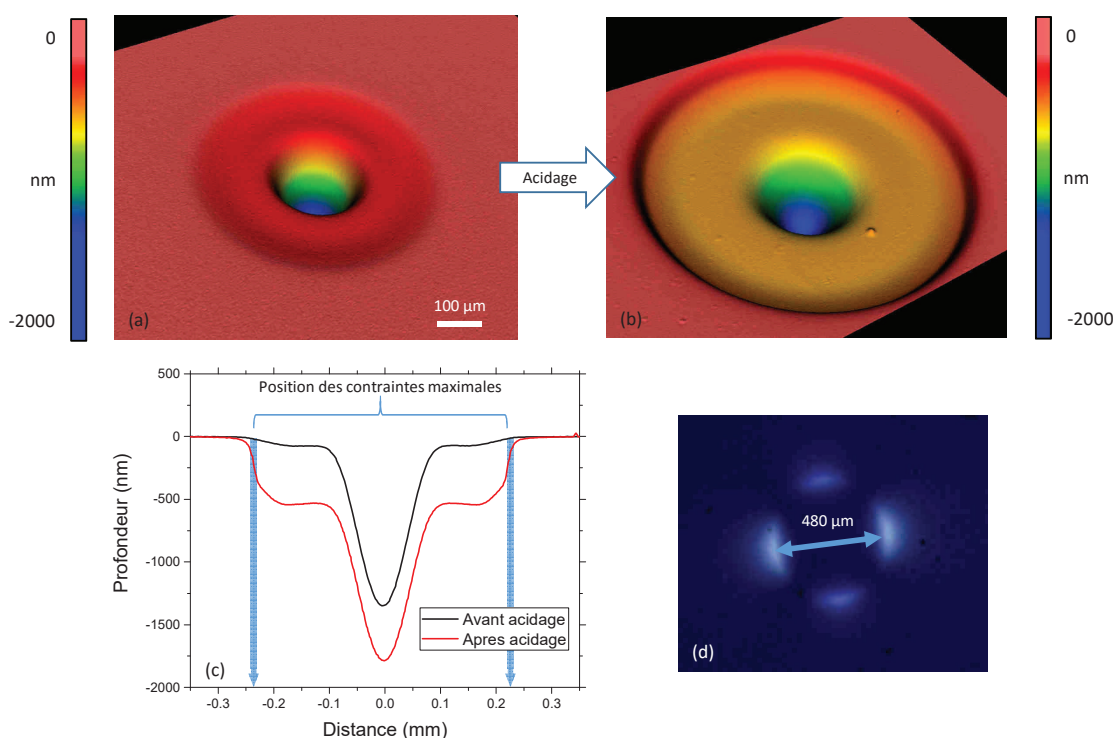 0
nm
-2000
(a)
100 µm
Acidage
(b)
0
nm
-2000
Position des contraintes maximales
500
0
-500
-1000
-1500
-2000
Profondeur (nm)
Avant acidage
Apres acidage
(c)
-0.3
-0.2
-0.1
0.0
0.1
0.2
0.3
Distance (mm)
480 µm
(d)